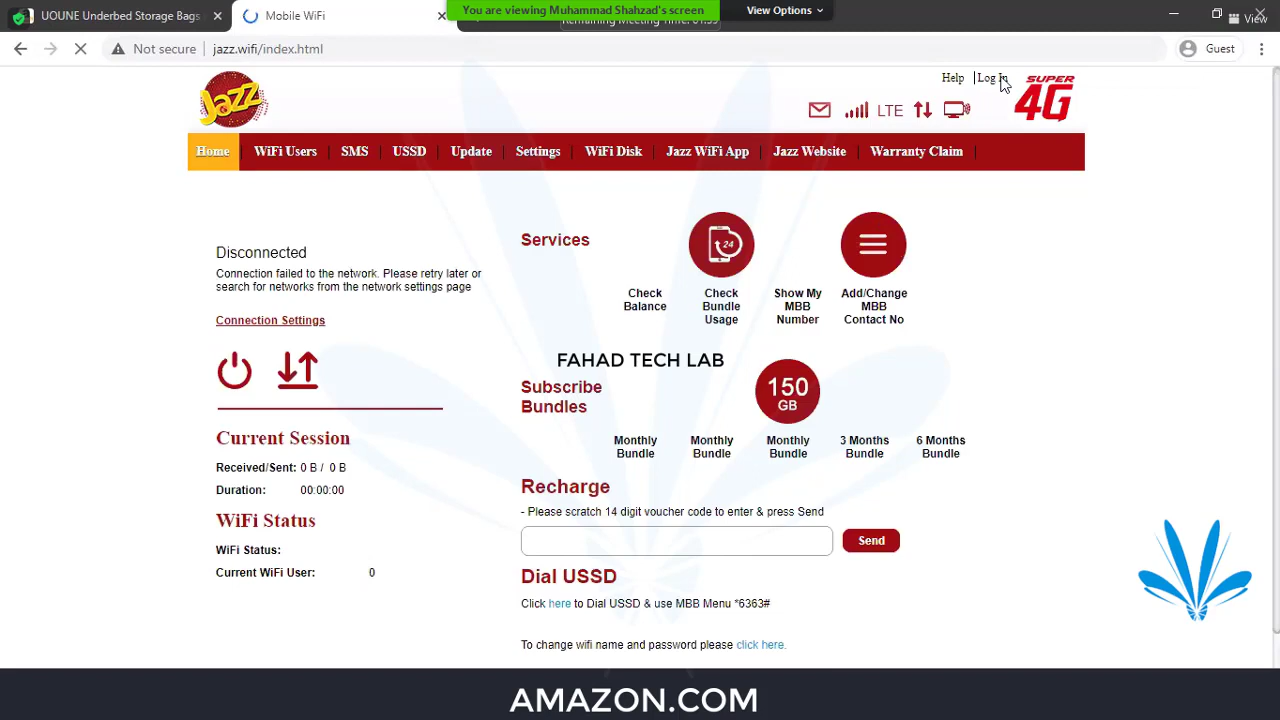 UOUNE Underbed Storage Bags
Mobile WiFi
You are viewing Muhammad Shahzad's screen
View Options
Remaining Meeting Time:
View
Not secure
jazz.wifi/index.html
Guest
Help
Log In
Jazz
LTE
SUPER
4G
Home
WiFi Users
SMS
USSD
Update
Settings
WiFi Disk
Jazz WiFi App
Jazz Website
Warranty Claim
Disconnected
Connection failed to the network. Please retry later or
search for networks from the network settings page
Connection Settings
Current Session
Received/Sent: 0 B / 0 B
Duration: 00:00:00
WiFi Status
WiFi Status:
Current WiFi User: 0
Services
24
Check
Balance
Check
Bundle
Usage
Show My
MBB
Number
Add/Change
MBB
Contact No
FAHAD TECH LAB
Subscribe
Bundles
150
GB
Monthly
Bundle
Monthly
Bundle
Monthly
Bundle
3 Months
Bundle
6 Months
Bundle
Recharge
- Please scratch 14 digit voucher code to enter & press Send
Send
Dial USSD
Click here to Dial USSD & use MBB Menu *6363#
To change wifi name and password please click here.
AMAZON.COM